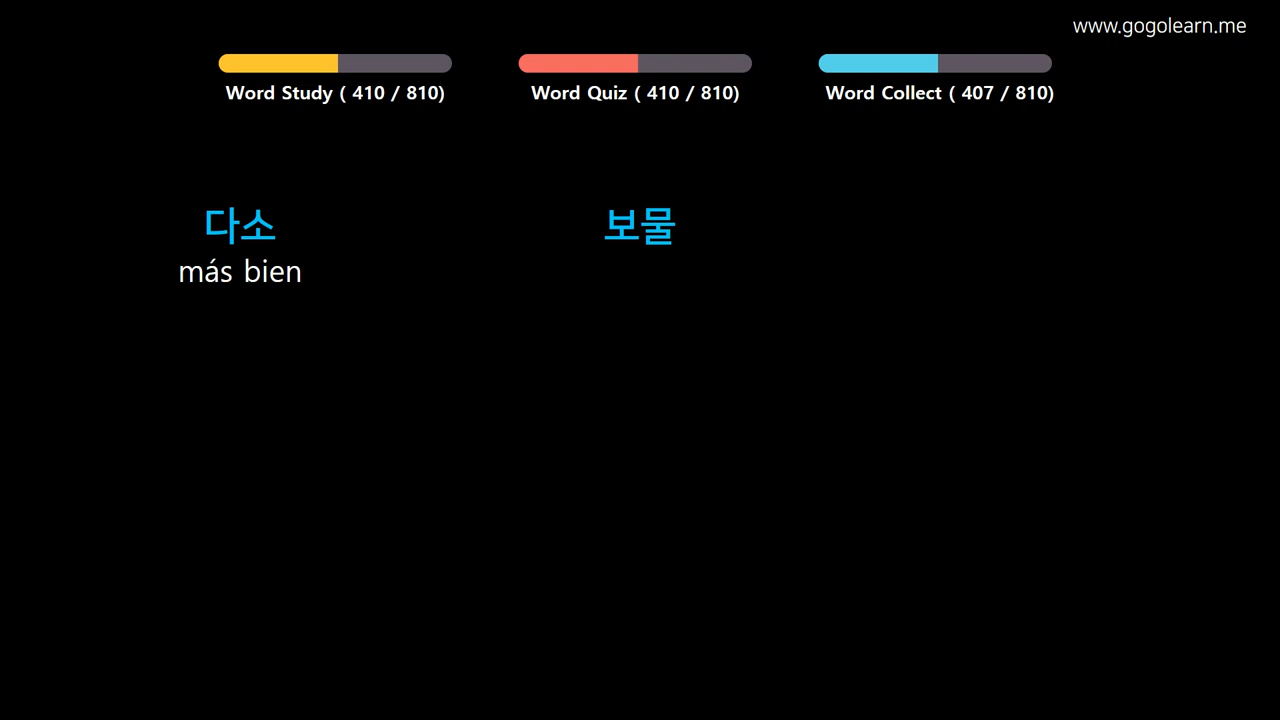 www.gogolearn.me
Word Study ( 410 / 810)
Word Quiz ( 410 / 810)
Word Collect ( 407 / 810)
다소
más bien
보물